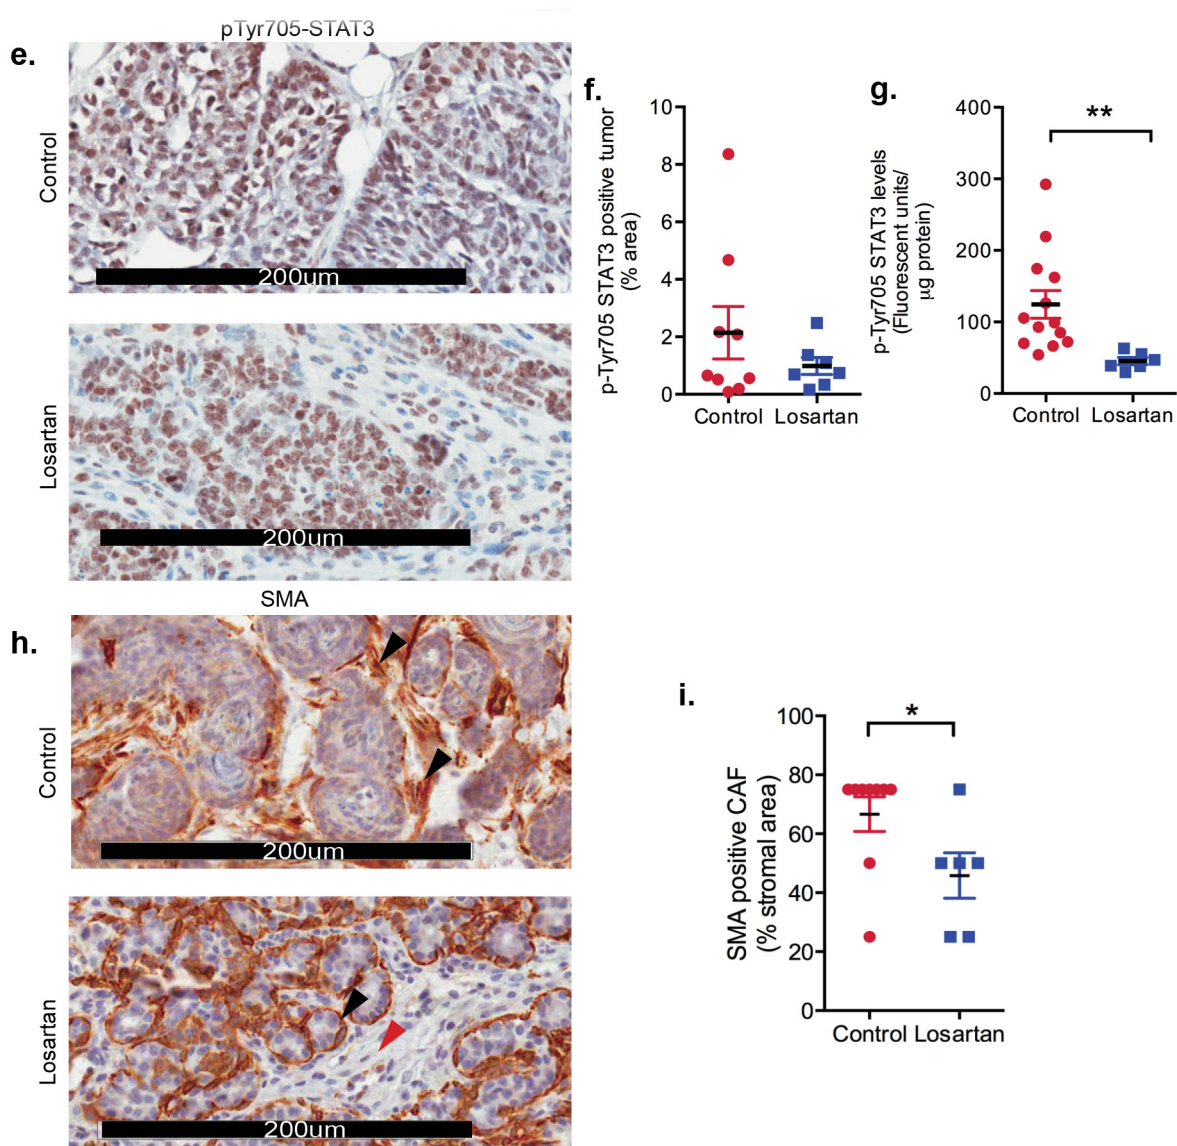 pTyr705-STAT3
e.
Control
200um
Losartan
200um
f.
p-Tyr705 STAT3 positive tumor
(% area)
10
8
6
4
2
0
Control Losartan
g.
p-Tyr705 STAT3 levels
(Fluorescent units/
µg protein)
400
300
200
100
0
**
Control Losartan
SMA
h.
Control
200um
Losartan
200um
i.
SMA positive CAF
(% stromal area)
100
80
60
40
20
0
*
Control Losartan